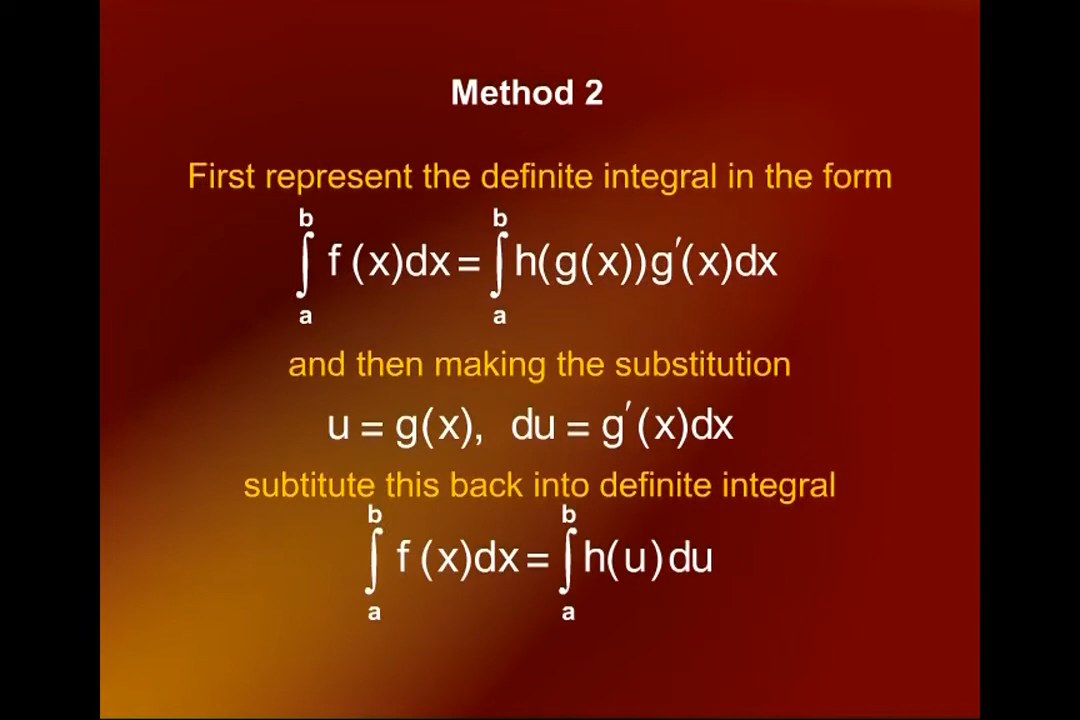 Method 2
First represent the definite integral in the form
∫ₐᵇ f (x)dx = ∫ₐᵇ h(g(x))g′(x)dx
and then making the substitution
u = g(x), du = g′(x)dx
subtitute this back into definite integral
∫ₐᵇ f (x)dx = ∫ₐᵇ h(u) du